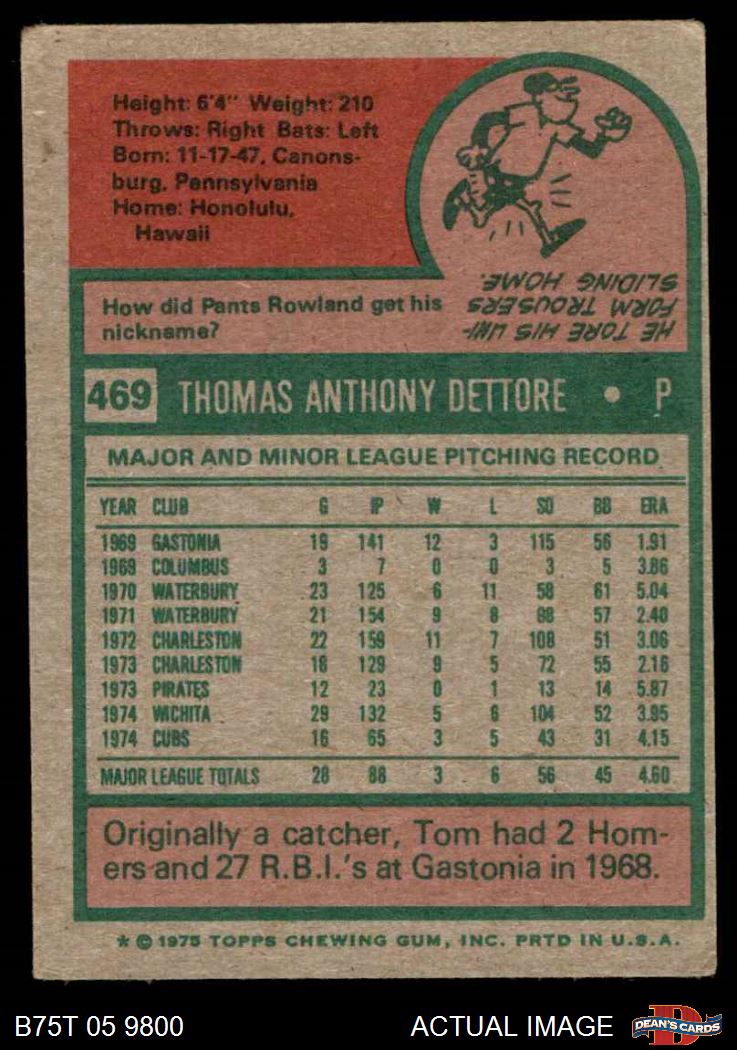 Height: 6'4" Weight: 210
Throws: Right Bats: Left
Born: 11-17-47, Canons-
burg, Pennsylvania
Home: Honolulu,
Hawaii
How did Pants Rowland get his
nickname?
HE TORE HIS UNI-
FORM TROUSERS
SLIDING HOME.
469 THOMAS ANTHONY DETTORE • P
MAJOR AND MINOR LEAGUE PITCHING RECORD
YEAR CLUB G IP W L SO BB ERA
1969 GASTONIA 19 141 12 3 115 56 1.91
1969 COLUMBUS 3 7 0 0 3 5 3.86
1970 WATERBURY 23 125 6 11 58 61 5.04
1971 WATERBURY 21 154 9 8 98 57 2.40
1972 CHARLESTON 22 159 11 7 108 51 3.06
1973 CHARLESTON 18 129 9 5 72 55 2.16
1973 PIRATES 12 23 0 1 13 14 5.87
1974 WICHITA 29 132 5 6 104 52 3.95
1974 CUBS 16 65 3 5 43 31 4.15
MAJOR LEAGUE TOTALS 28 88 3 6 56 45 4.60
Originally a catcher, Tom had 2 Hom-
ers and 27 R.B.I.'s at Gastonia in 1968.
* © 1975 TOPPS CHEWING GUM, INC. PRTD IN U.S.A.
B75T 05 9800 ACTUAL IMAGE D DEAN'S CARDS